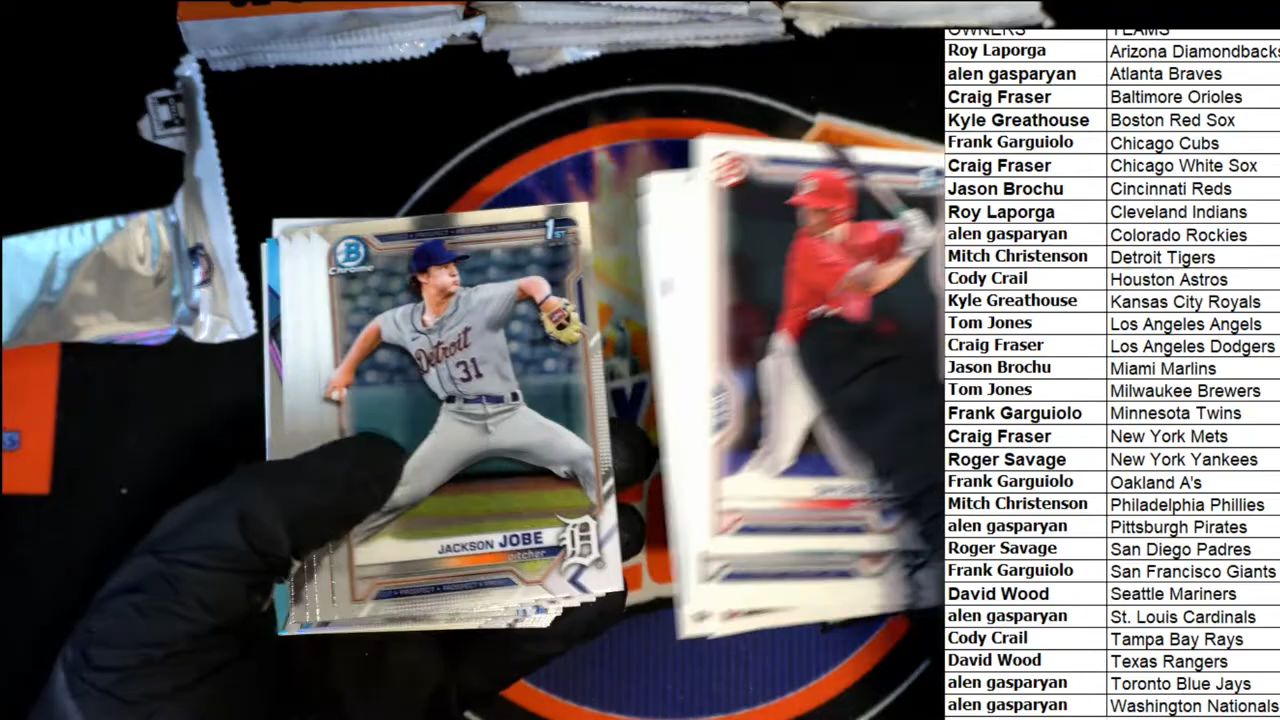 OWNERS TEAMS
Roy Laporga Arizona Diamondbacks
alen gasparyan Atlanta Braves
Craig Fraser Baltimore Orioles
Kyle Greathouse Boston Red Sox
Frank Garguiolo Chicago Cubs
Craig Fraser Chicago White Sox
Jason Brochu Cincinnati Reds
Roy Laporga Cleveland Indians
alen gasparyan Colorado Rockies
Mitch Christenson Detroit Tigers
Cody Crail Houston Astros
Kyle Greathouse Kansas City Royals
Tom Jones Los Angeles Angels
Craig Fraser Los Angeles Dodgers
Jason Brochu Miami Marlins
Tom Jones Milwaukee Brewers
Frank Garguiolo Minnesota Twins
Craig Fraser New York Mets
Roger Savage New York Yankees
Frank Garguiolo Oakland A's
Mitch Christenson Philadelphia Phillies
alen gasparyan Pittsburgh Pirates
Roger Savage San Diego Padres
Frank Garguiolo San Francisco Giants
David Wood Seattle Mariners
alen gasparyan St. Louis Cardinals
Cody Crail Tampa Bay Rays
David Wood Texas Rangers
alen gasparyan Toronto Blue Jays
alen gasparyan Washington Nationals
1ST
B
Chrome
Detroit
31
JACKSON JOBE
pitcher
PROSPECT